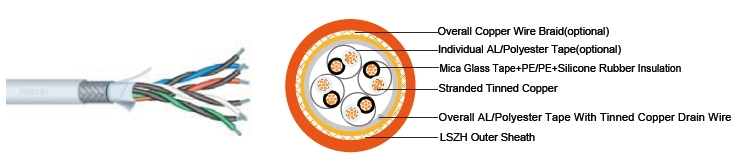 Overall Copper Wire Braid(optional)
Individual AL/Polyester Tape(optional)
Mica Glass Tape+PE/PE+Silicone Rubber Insulation
Stranded Tinned Copper
Overall AL/Polyester Tape With Tinned Copper Drain Wire
LSZH Outer Sheath